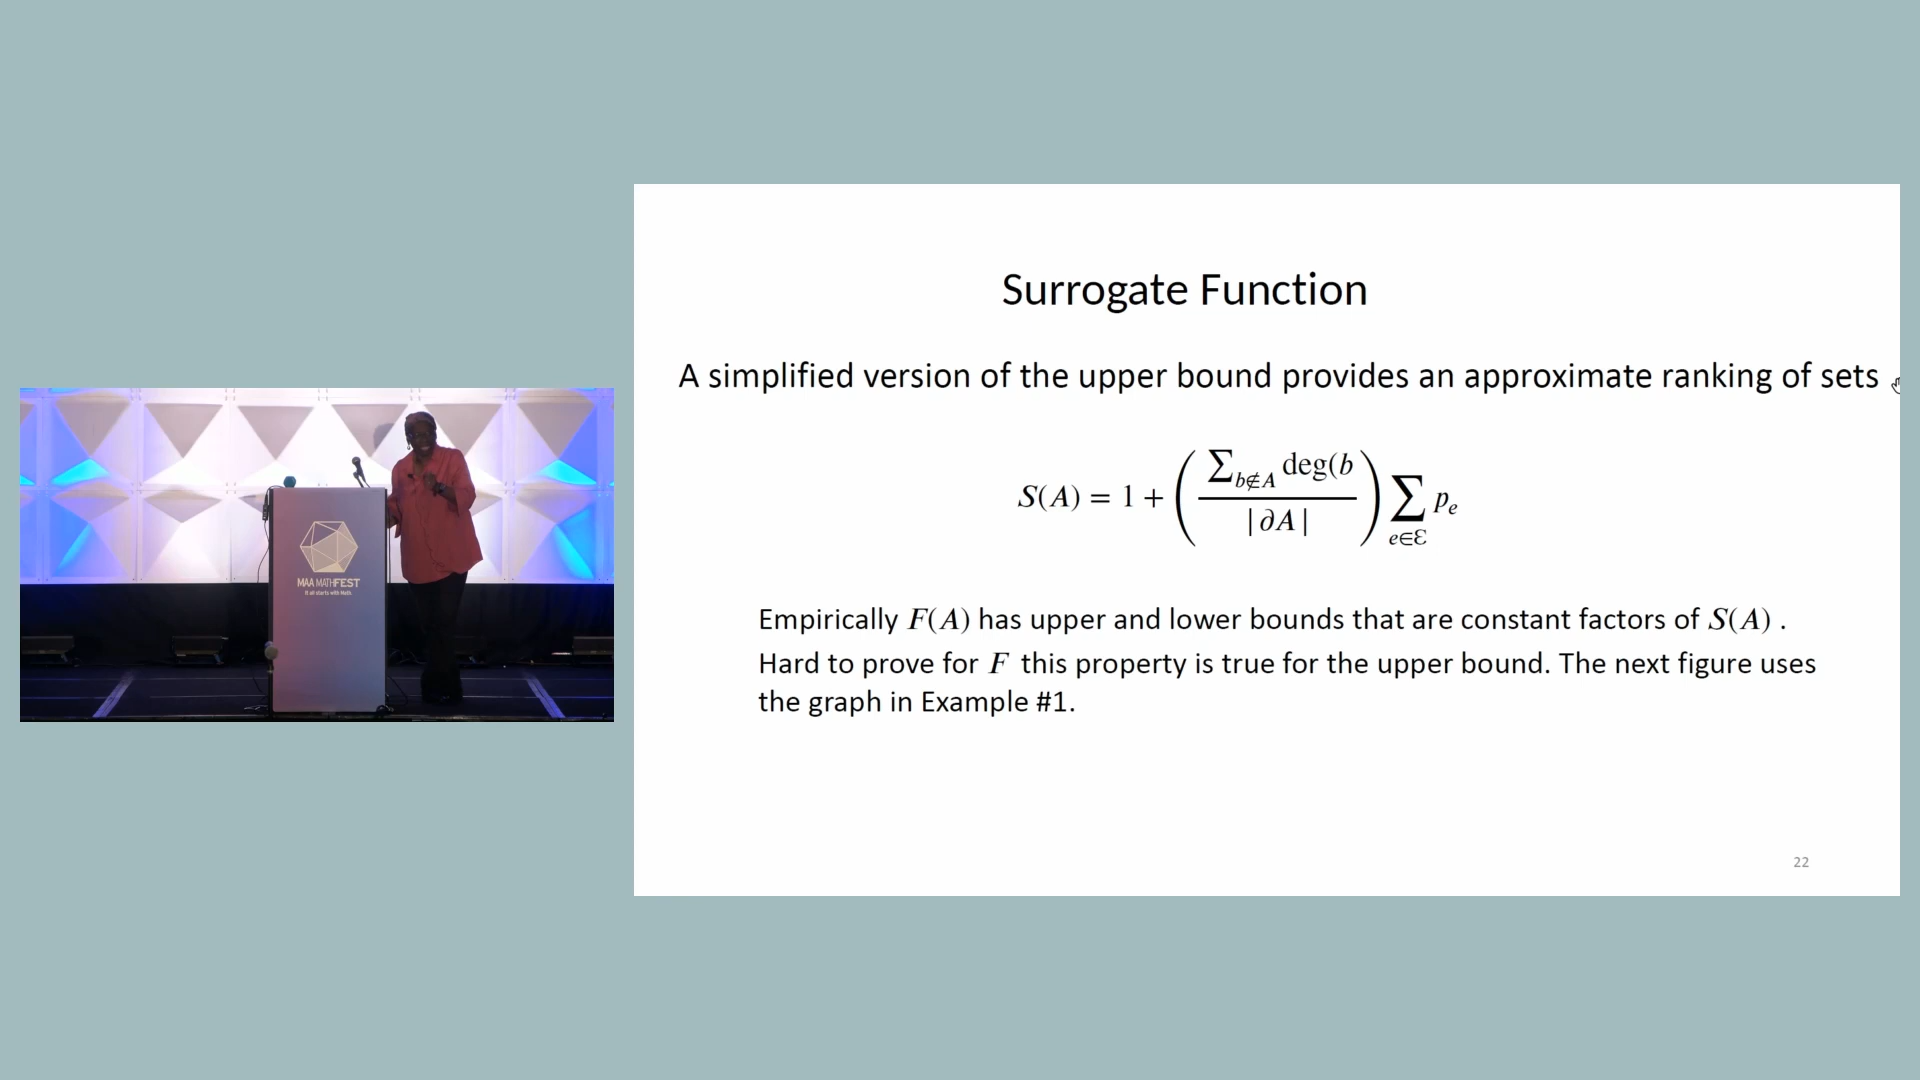 MAA MATHFEST
It all starts with Math.
Surrogate Function
A simplified version of the upper bound provides an approximate ranking of sets
S(A) = 1 + ( ∑_{b∉A} deg(b / |∂A| ) ∑_{e∈ℰ} p_e
Empirically F(A) has upper and lower bounds that are constant factors of S(A) .
Hard to prove for F this property is true for the upper bound. The next figure uses
the graph in Example #1.
22